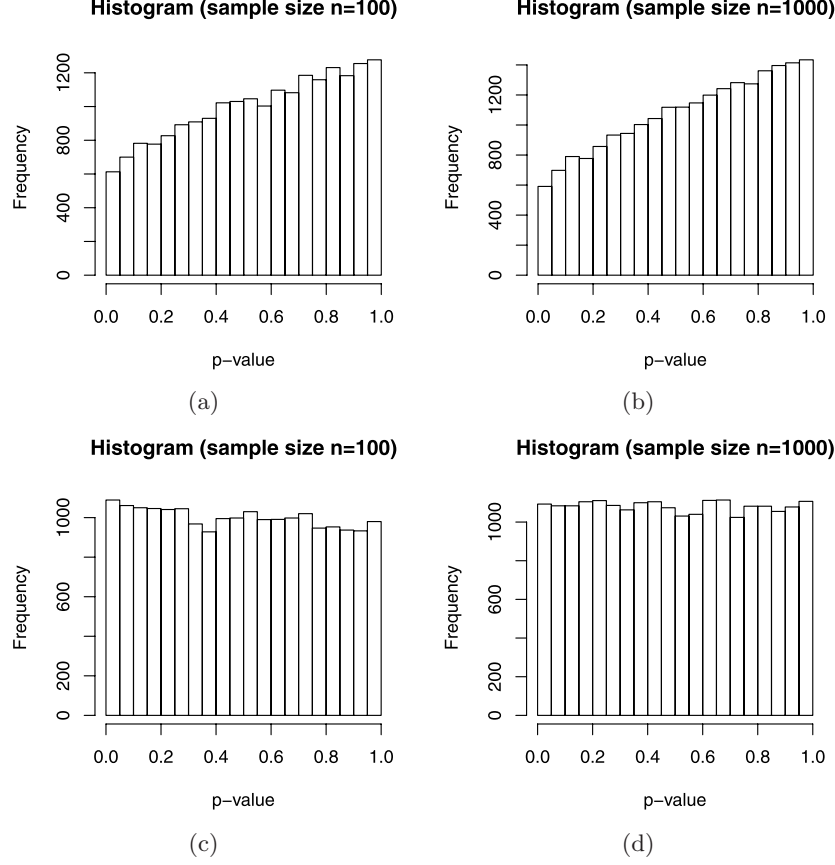 Histogram (sample size n=100)
Frequency
1200
800
400
0
0.0 0.2 0.4 0.6 0.8 1.0
p−value
(a)
Histogram (sample size n=1000)
Frequency
1200
800
400
0
0.0 0.2 0.4 0.6 0.8 1.0
p−value
(b)
Histogram (sample size n=100)
Frequency
1000
600
200
0
0.0 0.2 0.4 0.6 0.8 1.0
p−value
(c)
Histogram (sample size n=1000)
Frequency
1000
600
200
0
0.0 0.2 0.4 0.6 0.8 1.0
p−value
(d)